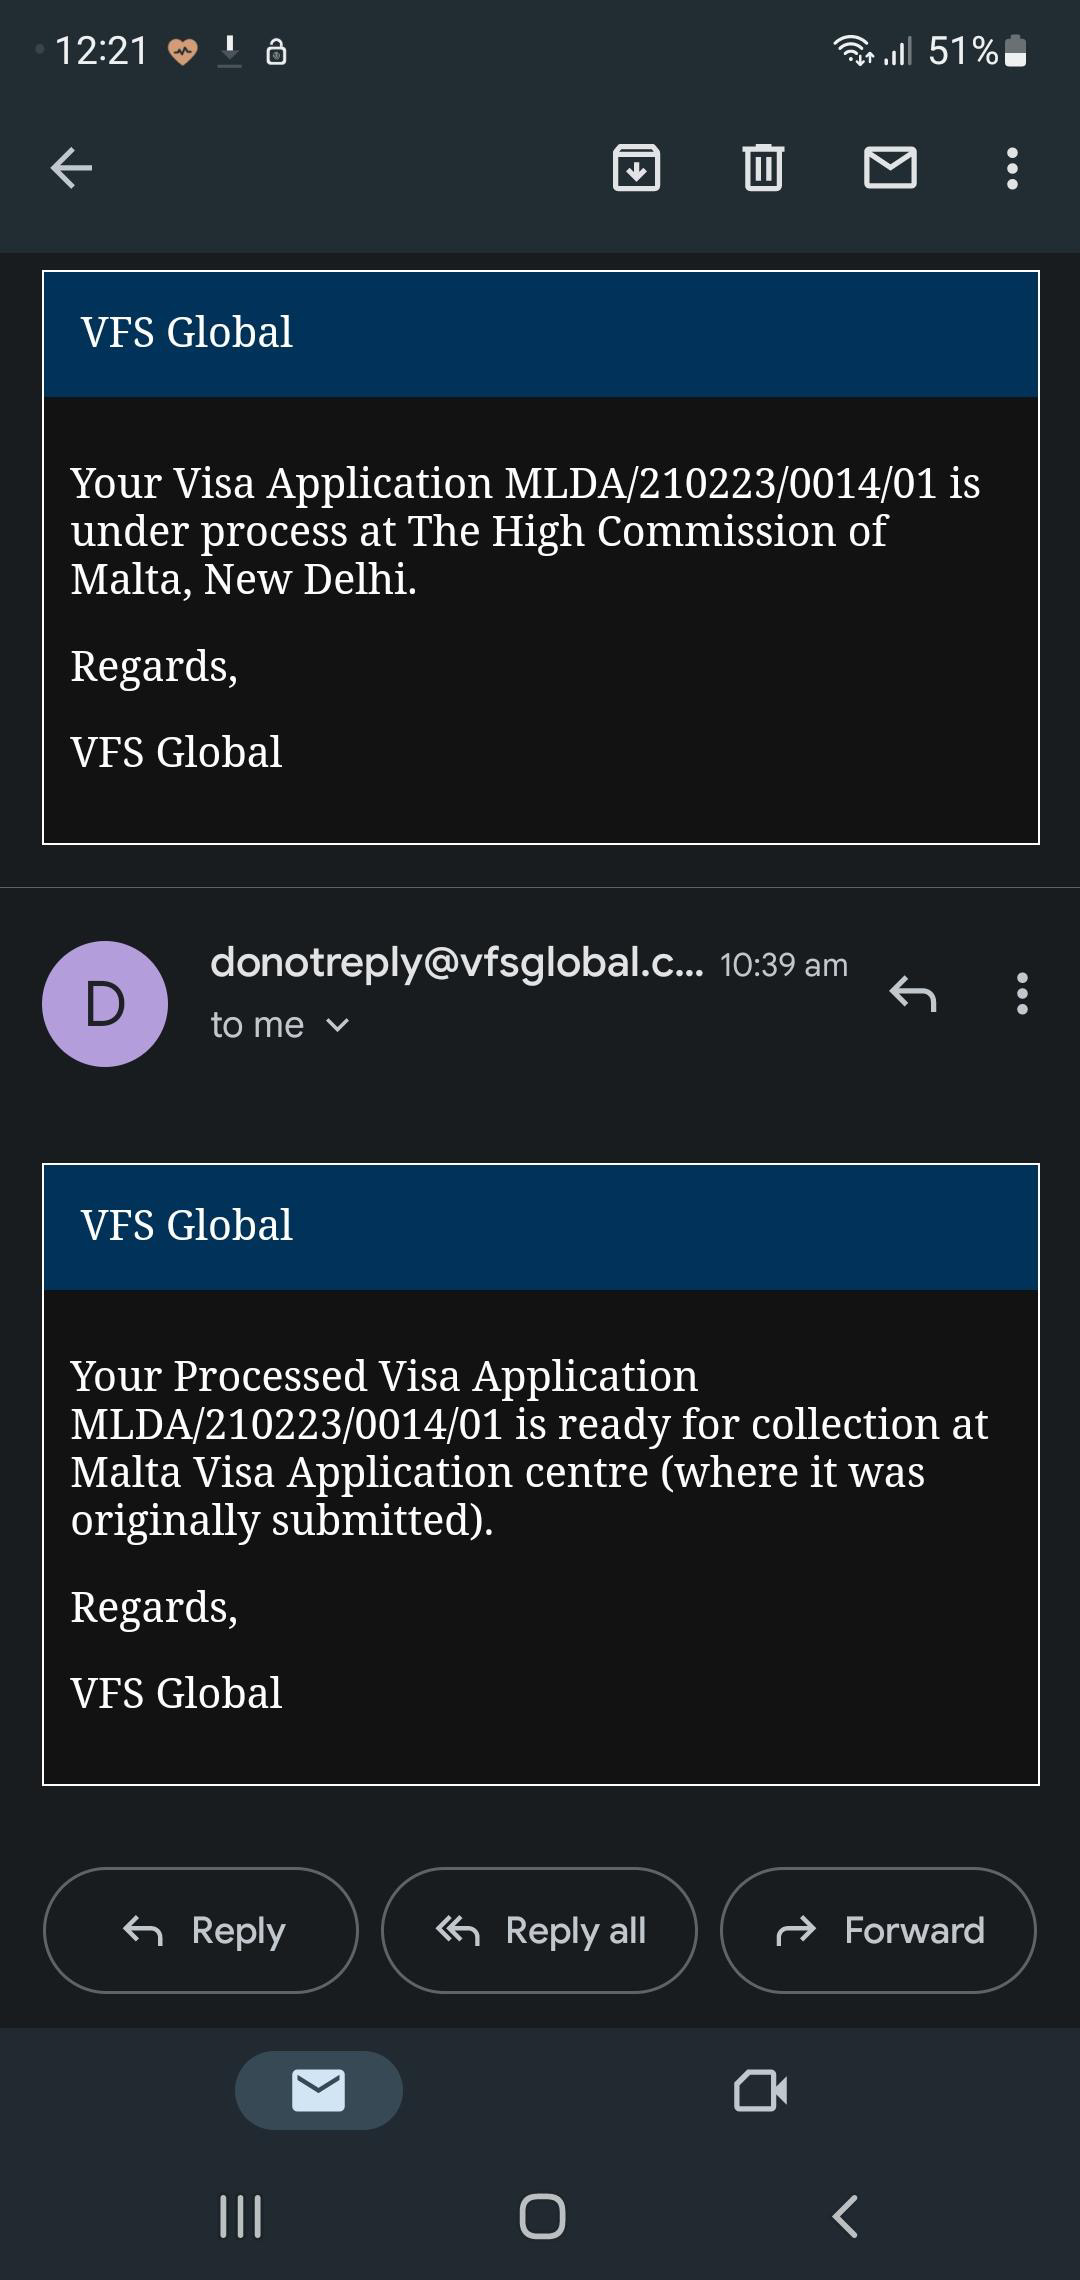 12:21
51%
VFS Global
Your Visa Application MLDA/210223/0014/01 is
under process at The High Commission of
Malta, New Delhi.
Regards,
VFS Global
D
donotreply@vfsglobal.c... 10:39 am
to me
VFS Global
Your Processed Visa Application
MLDA/210223/0014/01 is ready for collection at
Malta Visa Application centre (where it was
originally submitted).
Regards,
VFS Global
Reply
Reply all
Forward